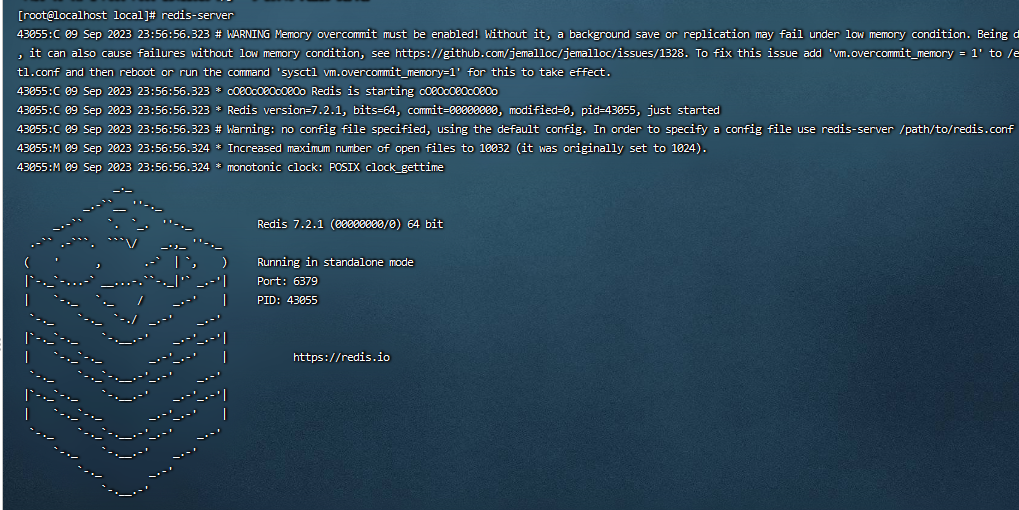 [root@localhost local]# redis-server
43055:C 09 Sep 2023 23:56:56.323 # WARNING Memory overcommit must be enabled! Without it, a background save or replication may fail under low memory condition. Being
, it can also cause failures without low memory condition, see https://github.com/jemalloc/jemalloc/issues/1328. To fix this issue add 'vm.overcommit_memory = 1' to
tl.conf and then reboot or run the command 'sysctl vm.overcommit_memory=1' for this to take effect.
43055:C 09 Sep 2023 23:56:56.323 * oO0OoO0OoO0Oo Redis is starting oO0OoO0OoO0Oo
43055:C 09 Sep 2023 23:56:56.323 * Redis version=7.2.1, bits=64, commit=00000000, modified=0, pid=43055, just started
43055:C 09 Sep 2023 23:56:56.323 # Warning: no config file specified, using the default config. In order to specify a config file use redis-server /path/to/redis.conf
43055:M 09 Sep 2023 23:56:56.324 * Increased maximum number of open files to 10032 (it was originally set to 1024).
43055:M 09 Sep 2023 23:56:56.324 * monotonic clock: POSIX clock_gettime
Redis 7.2.1 (00000000/0) 64 bit
Running in standalone mode
Port: 6379
PID: 43055
https://redis.io